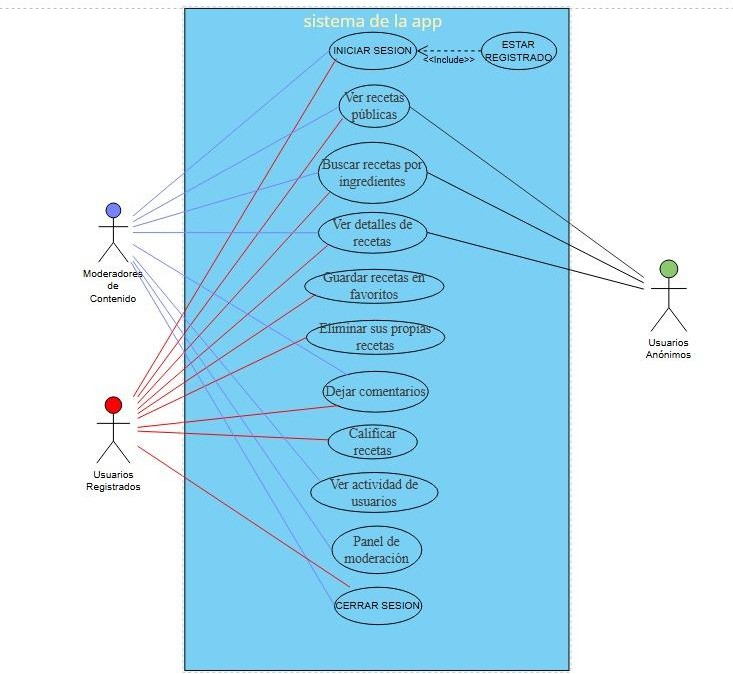 sistema de la app
INICIAR SESION
ESTAR
REGISTRADO
<<Include>>
Ver recetas
públicas
Buscar recetas por
ingredientes
Ver detalles de
recetas
Guardar recetas en
favoritos
Eliminar sus propias
recetas
Dejar comentarios
Calificar
recetas
Ver actividad de
usuarios
Panel de
moderación
CERRAR SESION
Moderadores
de
Contenido
Usuarios
Registrados
Usuarios
Anónimos